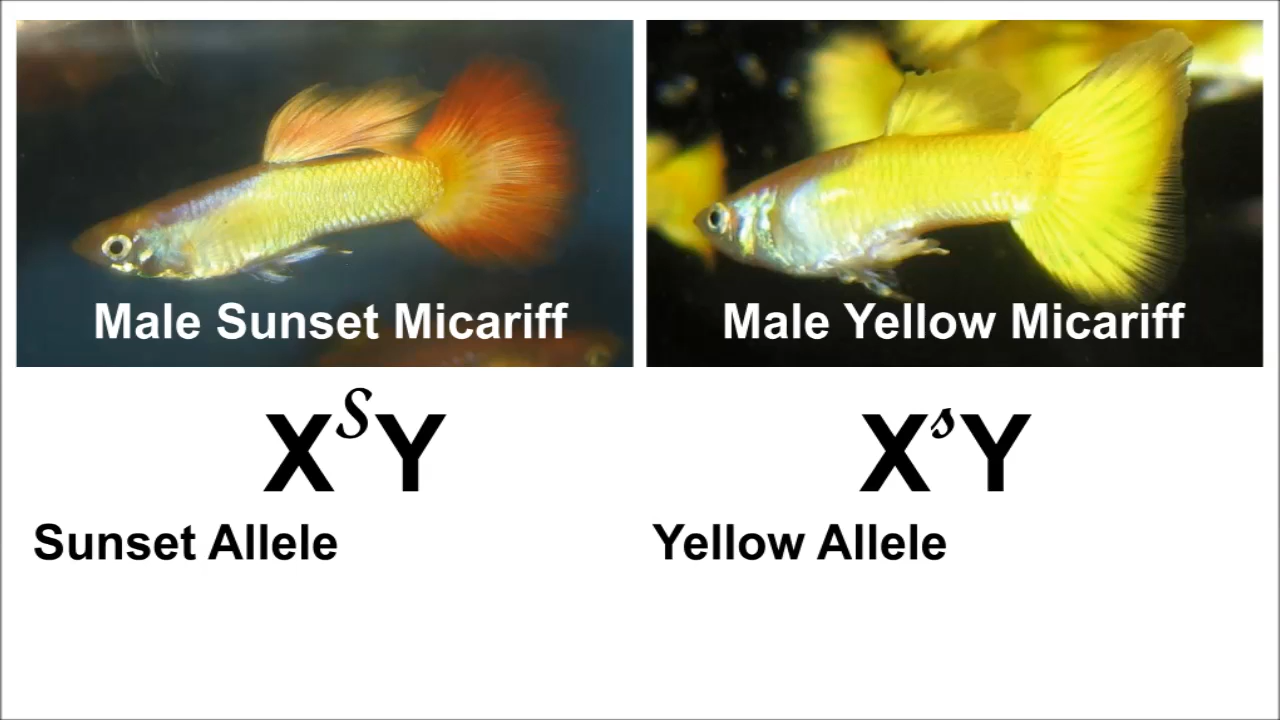 Male Sunset Micariff
Male Yellow Micariff
XˢY
XˢY
Sunset Allele
Yellow Allele